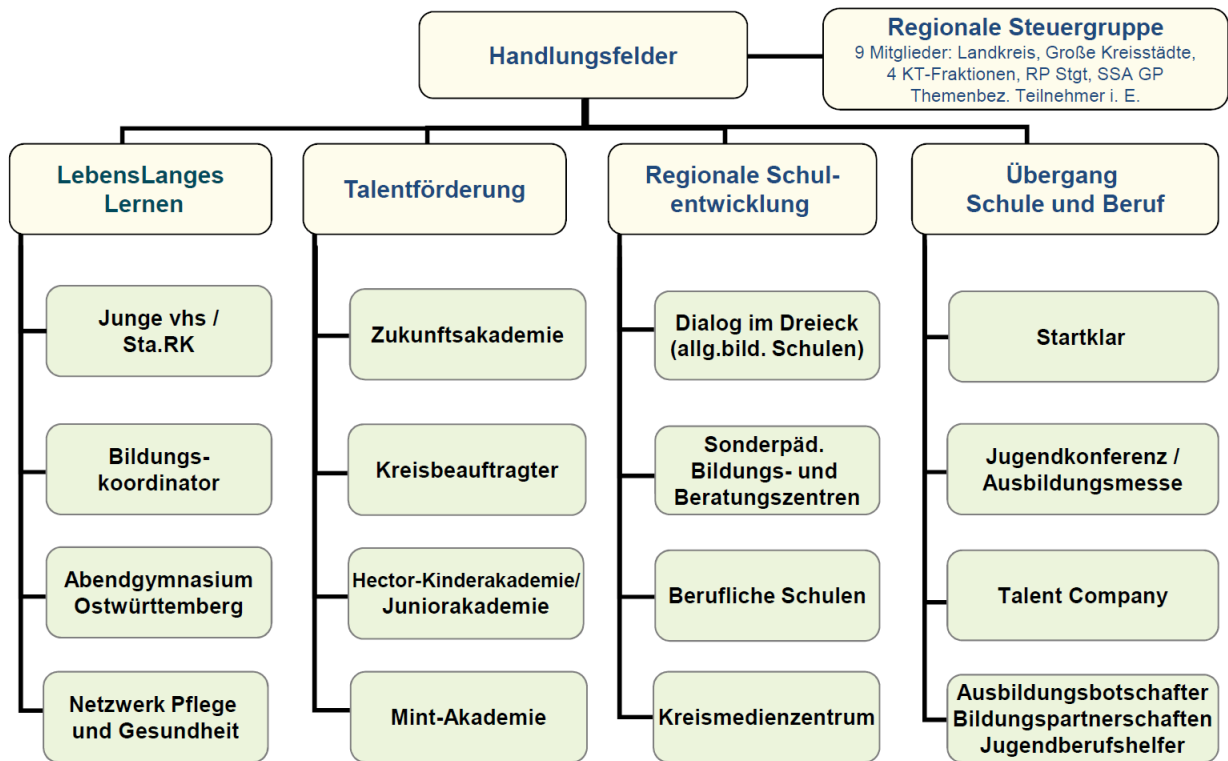 Handlungsfelder
Regionale Steuergruppe
9 Mitglieder: Landkreis, Große Kreisstädte,
4 KT-Fraktionen, RP Stgt, SSA GP
Themenbez. Teilnehmer i. E.
LebensLanges
Lernen
Junge vhs /
Sta.RK
Bildungs-
koordinator
Abendgymnasium
Ostwürttemberg
Netzwerk Pflege
und Gesundheit
Talentförderung
Zukunftsakademie
Kreisbeauftragter
Hector-Kinderakademie/
Juniorakademie
Mint-Akademie
Regionale Schul-
entwicklung
Dialog im Dreieck
(allg.bild. Schulen)
Sonderpäd.
Bildungs- und
Beratungszentren
Berufliche Schulen
Kreismedienzentrum
Übergang
Schule und Beruf
Startklar
Jugendkonferenz /
Ausbildungsmesse
Talent Company
Ausbildungsbotschafter
Bildungspartnerschaften
Jugendberufshelfer